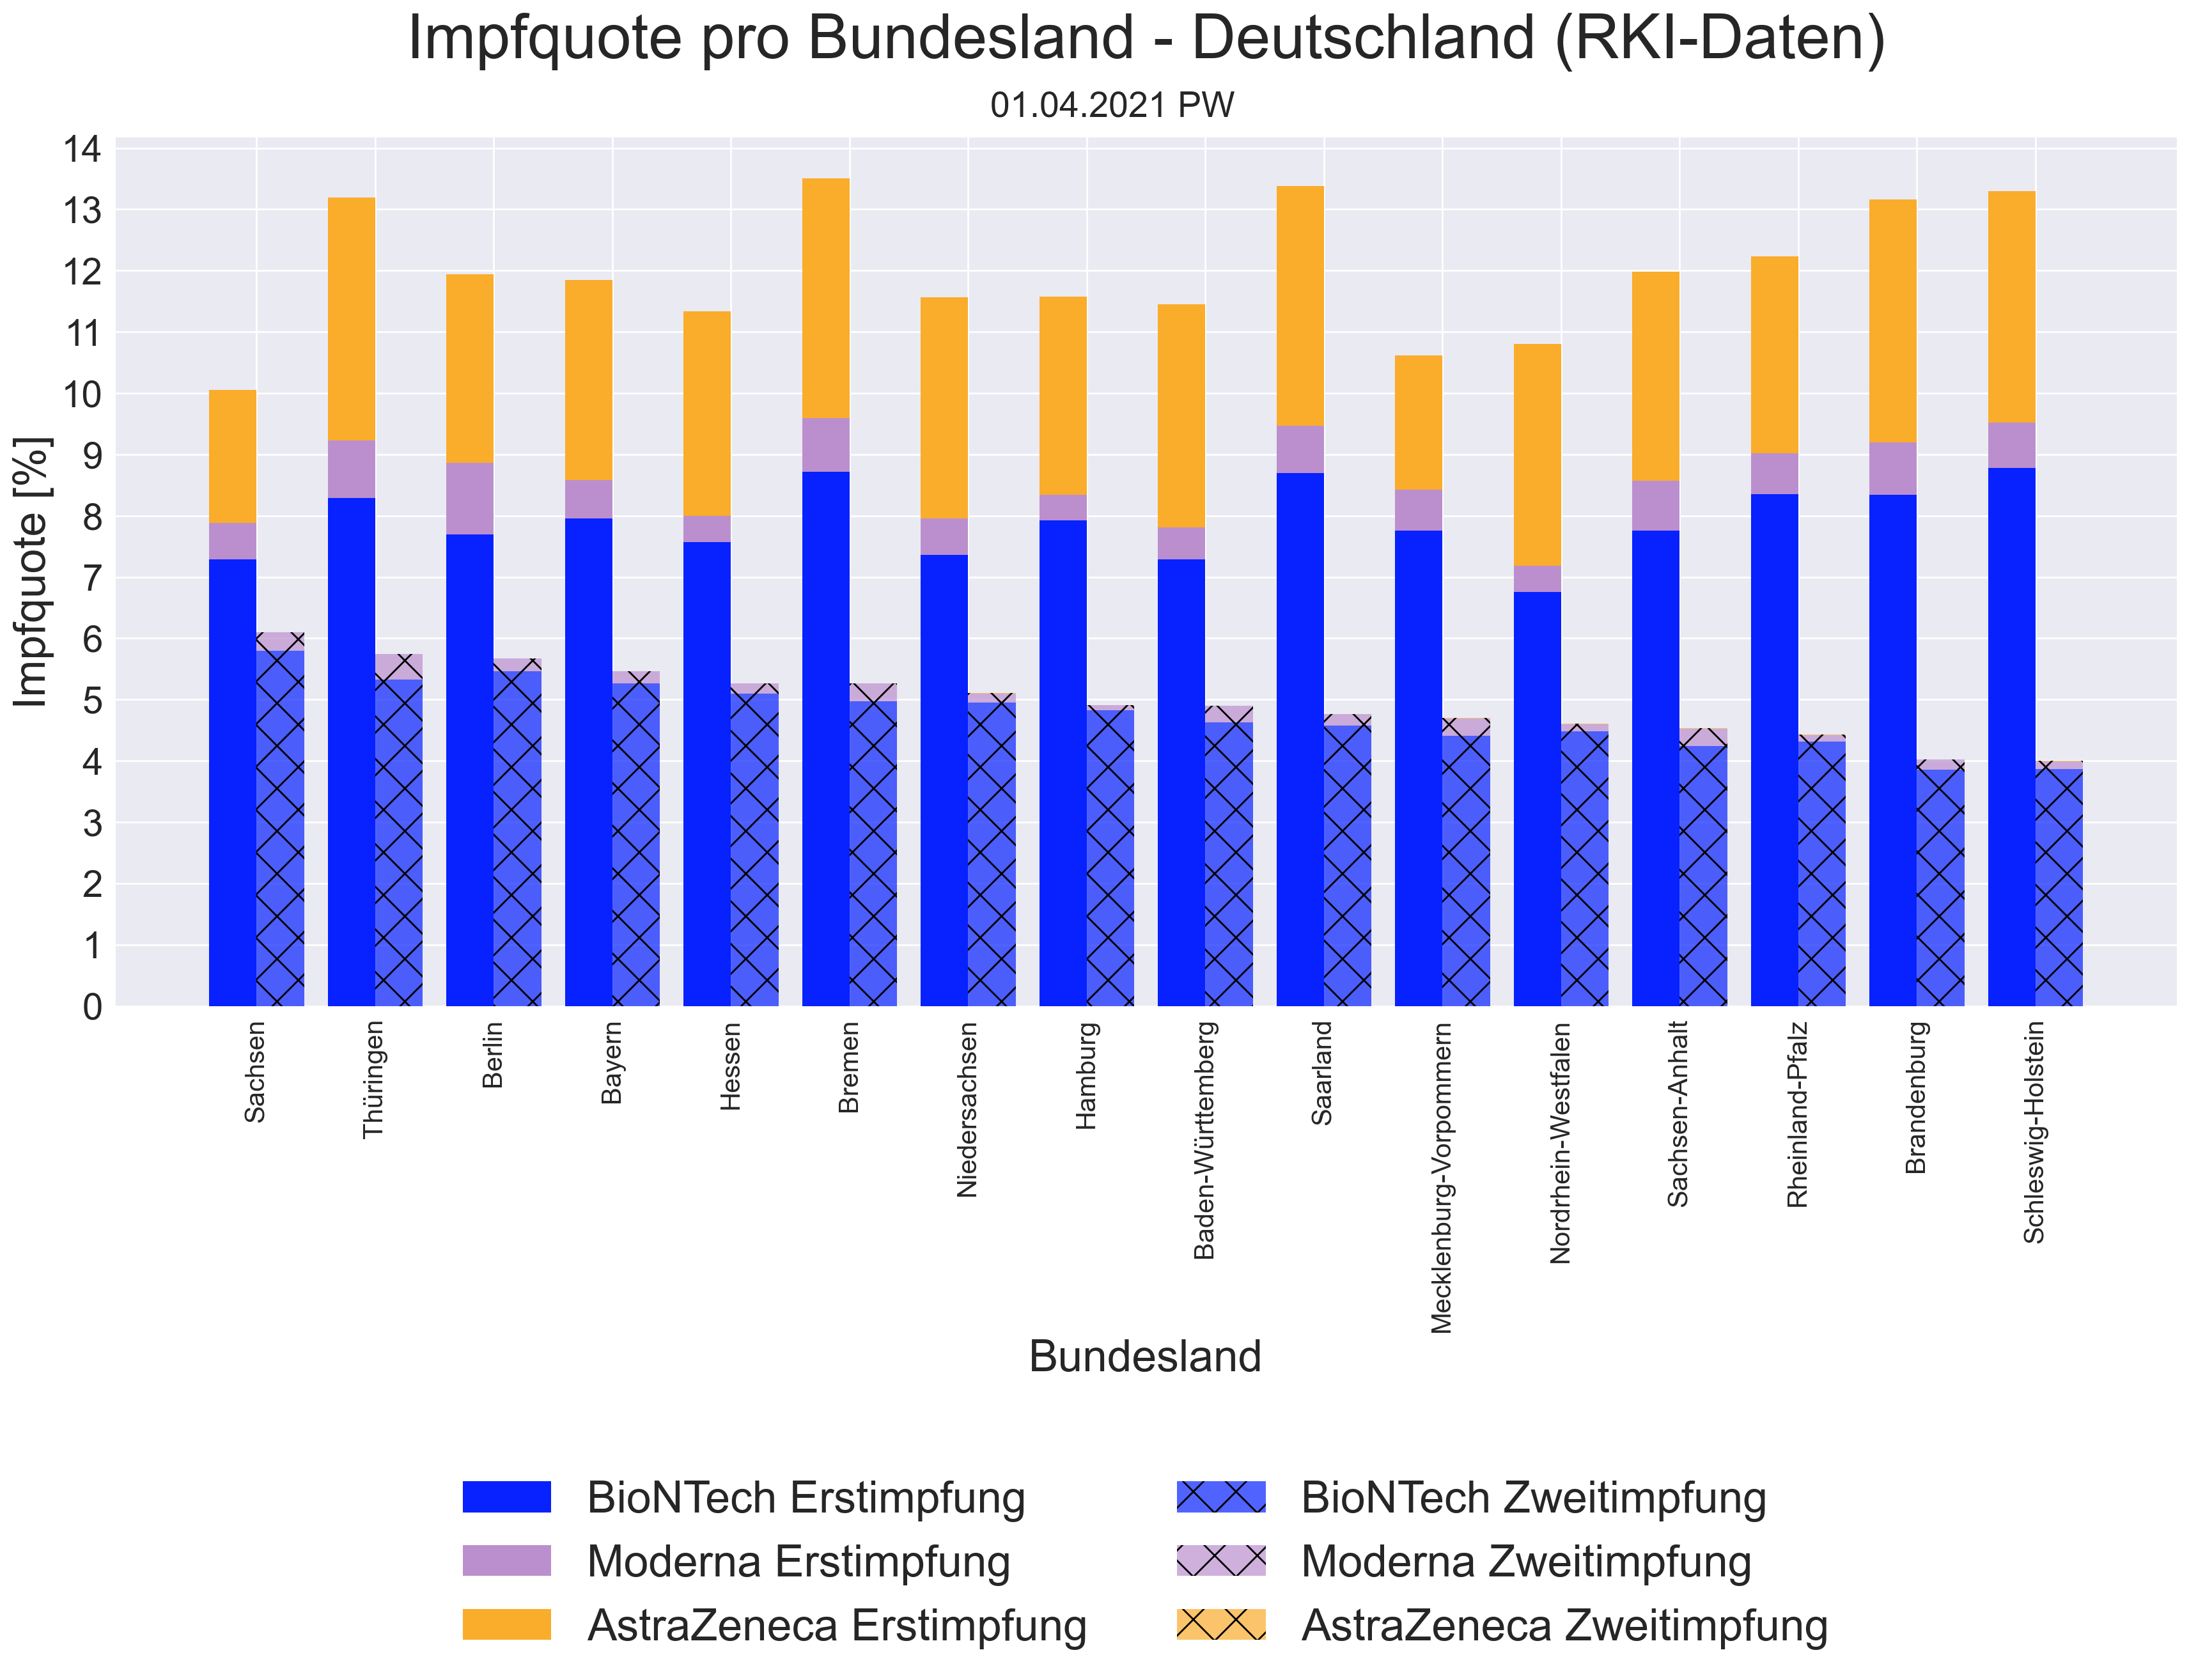 Impfquote pro Bundesland - Deutschland (RKI-Daten)
01.04.2021 PW
Impfquote [%]
14
13
12
11
10
9
8
7
6
5
4
3
2
1
0
Sachsen
Thüringen
Berlin
Bayern
Hessen
Bremen
Niedersachsen
Hamburg
Baden-Württemberg
Saarland
Mecklenburg-Vorpommern
Nordrhein-Westfalen
Sachsen-Anhalt
Rheinland-Pfalz
Brandenburg
Schleswig-Holstein
Bundesland
BioNTech Erstimpfung
Moderna Erstimpfung
AstraZeneca Erstimpfung
BioNTech Zweitimpfung
Moderna Zweitimpfung
AstraZeneca Zweitimpfung